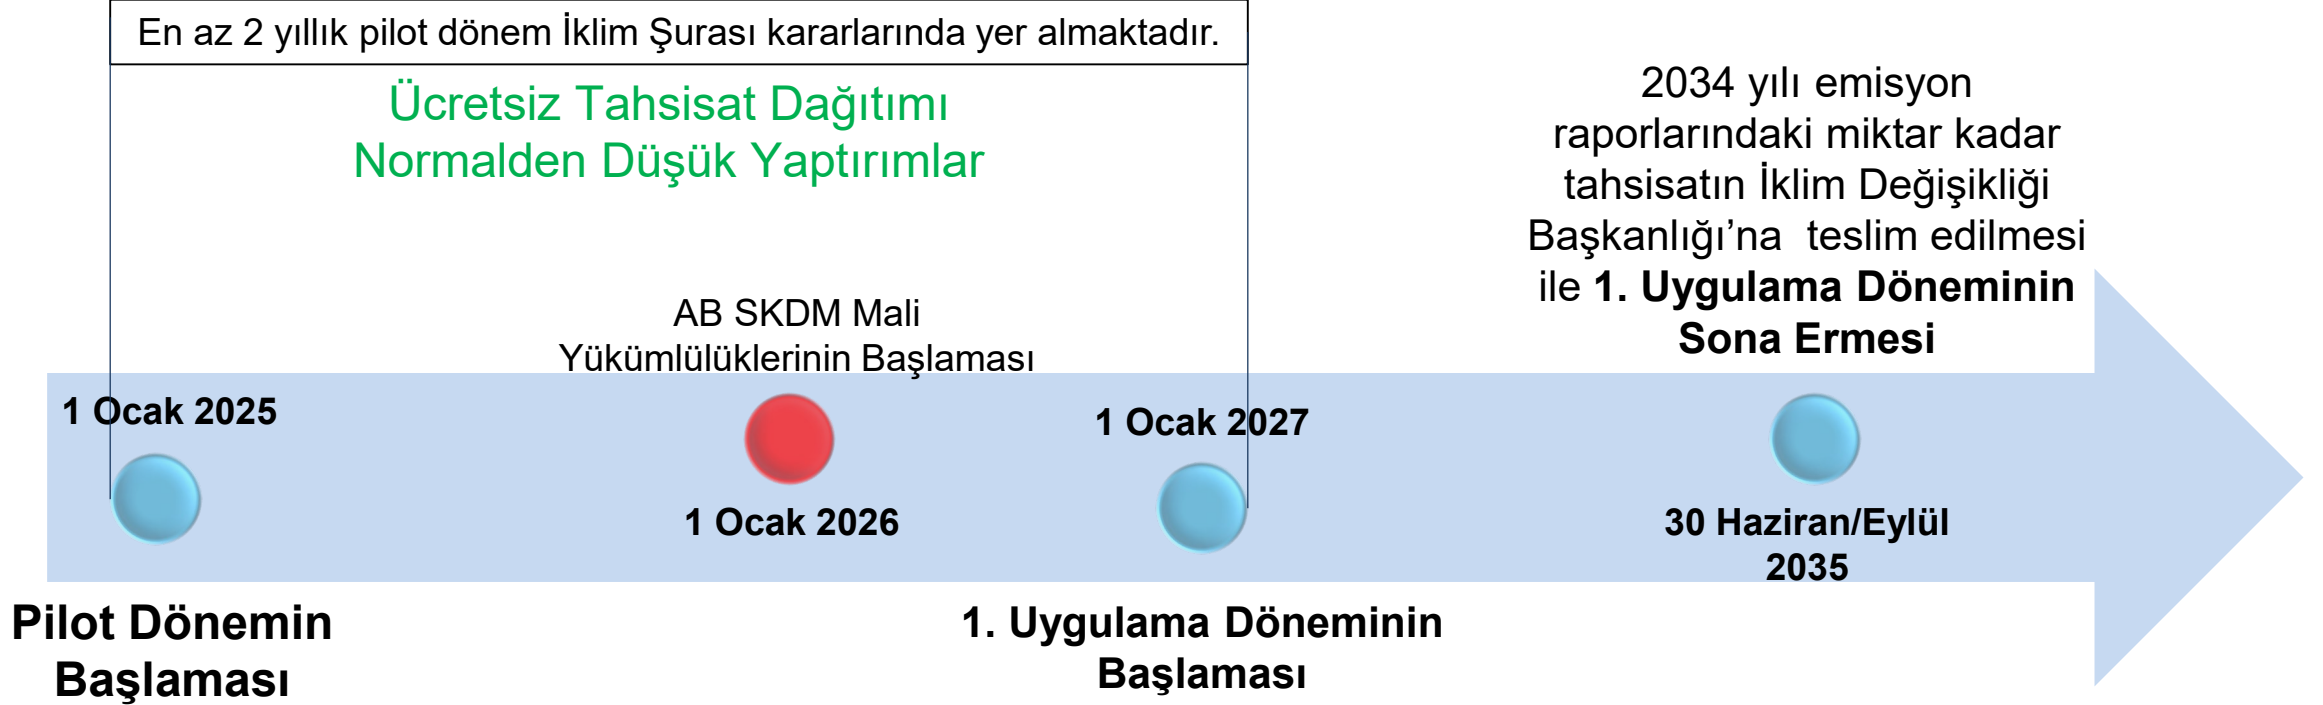 En az 2 yıllık pilot dönem İklim Şurası kararlarında yer almaktadır.
Ücretsiz Tahsisat Dağıtımı
Normalden Düşük Yaptırımlar
2034 yılı emisyon
raporlarındaki miktar kadar
tahsisatın İklim Değişikliği
Başkanlığı’na teslim edilmesi
ile 1. Uygulama Döneminin
Sona Ermesi
AB SKDM Mali
Yükümlülüklerinin Başlaması
1 Ocak 2025
1 Ocak 2026
1 Ocak 2027
30 Haziran/Eylül
2035
Pilot Dönemin
Başlaması
1. Uygulama Döneminin
Başlaması